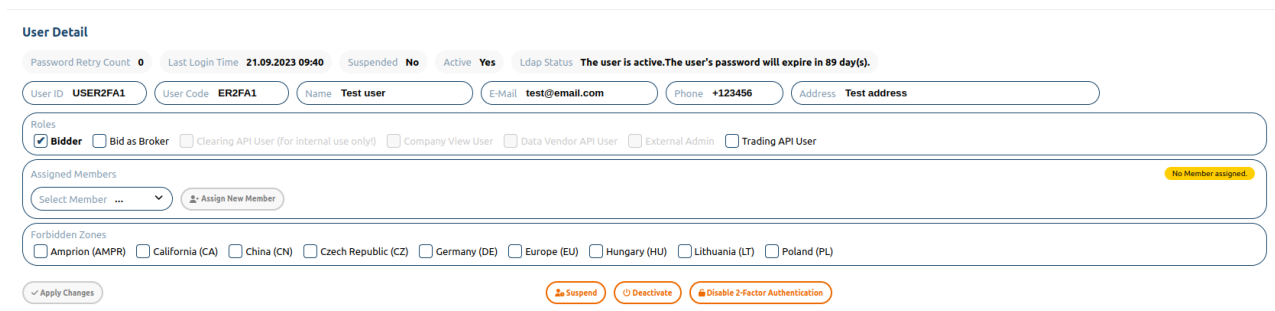 User Detail
Password Retry Count 0 Last Login Time 21.09.2023 09:40 Suspended No Active Yes Ldap Status The user is active.The user's password will expire in 89 day(s).
User ID USER2FA1 User Code ER2FA1 Name Test user E-Mail test@email.com Phone +123456 Address Test address
Roles
Bidder Bid as Broker Clearing API User (for internal use only!) Company View User Data Vendor API User External Admin Trading API User
Assigned Members No Member assigned.
Select Member ... Assign New Member
Forbidden Zones
Amprion (AMPR) California (CA) China (CN) Czech Republic (CZ) Germany (DE) Europe (EU) Hungary (HU) Lithuania (LT) Poland (PL)
Apply Changes Suspend Deactivate Disable 2-Factor Authentication